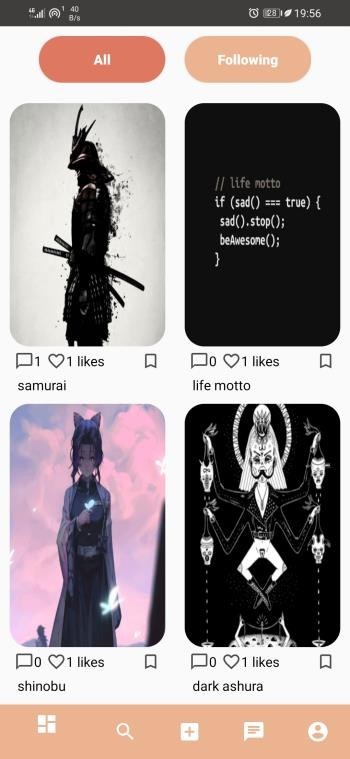 4G 1 40 B/s 28 19:56
All Following
// life motto
if (sad() === true) {
sad().stop();
beAwesome();
}
1 1 likes 0 1 likes
samurai life motto
0 1 likes 0 1 likes
shinobu dark ashura